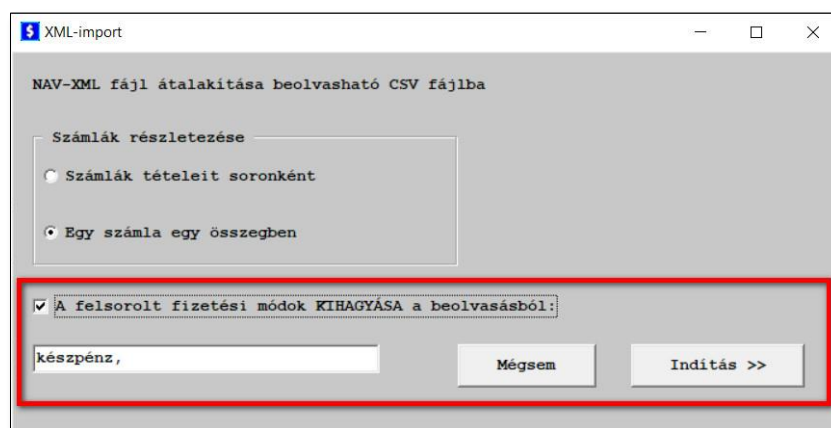 XML-import
NAV-XML fájl átalakítása beolvasható CSV fájlba
Számlák részletezése
Számlák tételeit soronként
Egy számla egy összegben
A felsorolt fizetési módok KIHAGYÁSA a beolvasásból:
készpénz,
Mégsem
Indítás >>